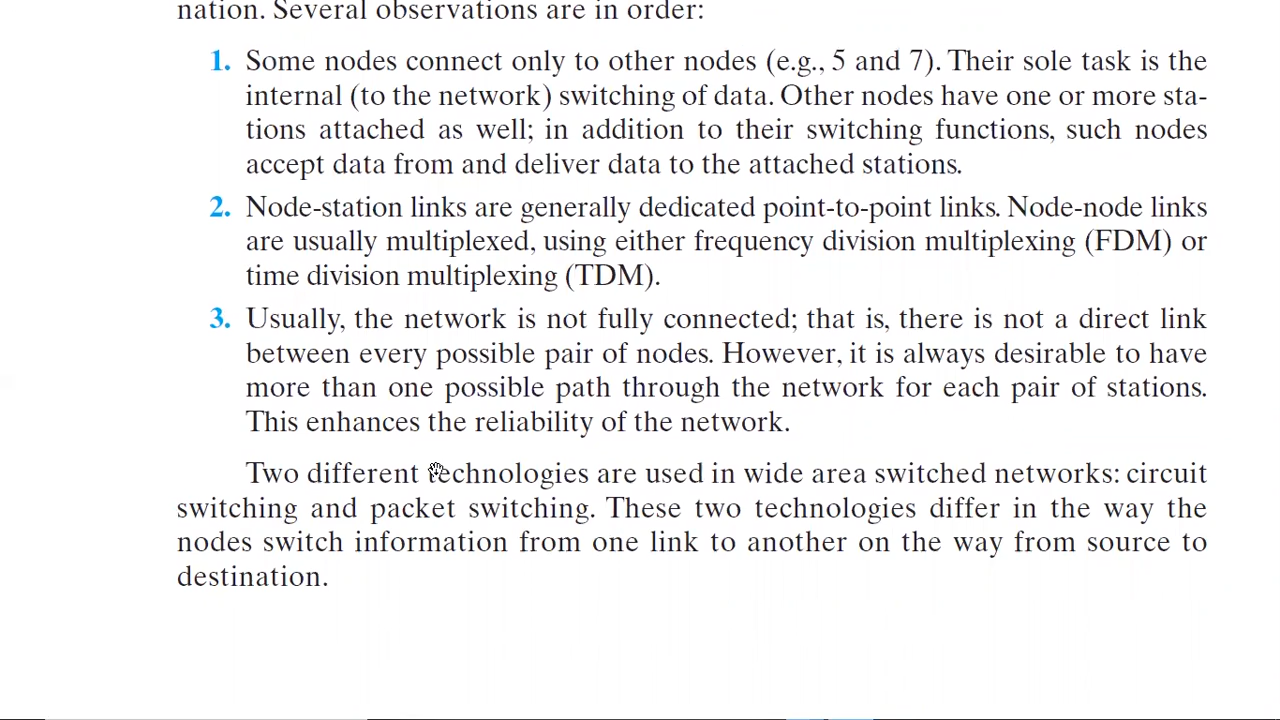 nation. Several observations are in order:
1. Some nodes connect only to other nodes (e.g., 5 and 7). Their sole task is the
internal (to the network) switching of data. Other nodes have one or more sta-
tions attached as well; in addition to their switching functions, such nodes
accept data from and deliver data to the attached stations.
2. Node-station links are generally dedicated point-to-point links. Node-node links
are usually multiplexed, using either frequency division multiplexing (FDM) or
time division multiplexing (TDM).
3. Usually, the network is not fully connected; that is, there is not a direct link
between every possible pair of nodes. However, it is always desirable to have
more than one possible path through the network for each pair of stations.
This enhances the reliability of the network.
Two different technologies are used in wide area switched networks: circuit
switching and packet switching. These two technologies differ in the way the
nodes switch information from one link to another on the way from source to
destination.